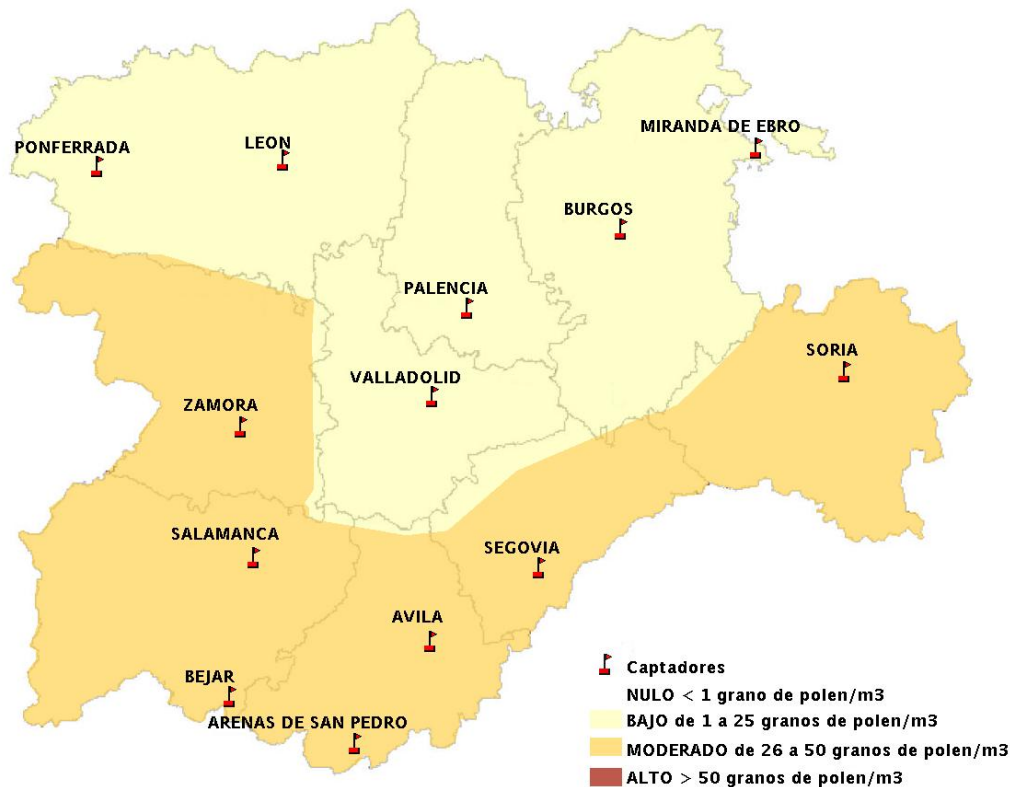 MIRANDA DE EBRO
PONFERRADA
LEON
BURGOS
PALENCIA
SORIA
VALLADOLID
ZAMORA
SALAMANCA
SEGOVIA
AVILA
BEJAR
ARENAS DE SAN PEDRO
Captadores
NULO < 1 grano de polen/m3
BAJO de 1 a 25 granos de polen/m3
MODERADO de 26 a 50 granos de polen/m3
ALTO > 50 granos de polen/m3